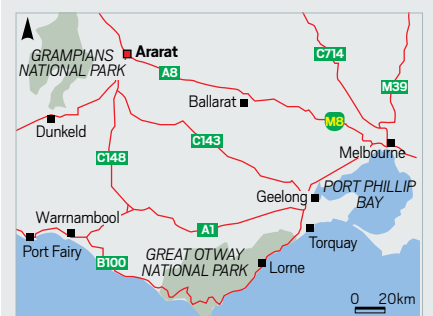 C714
Ararat
GRAMPIANS
NATIONAL PARK
A8
M39
Ballarat
M8
Dunkeld
C143
Melbourne
C148
PORT PHILLIP
BAY
Geelong
Warrnambool
A1
Torquay
Port Fairy
GREAT OTWAY
NATIONAL PARK
B100
Lorne
0 20km